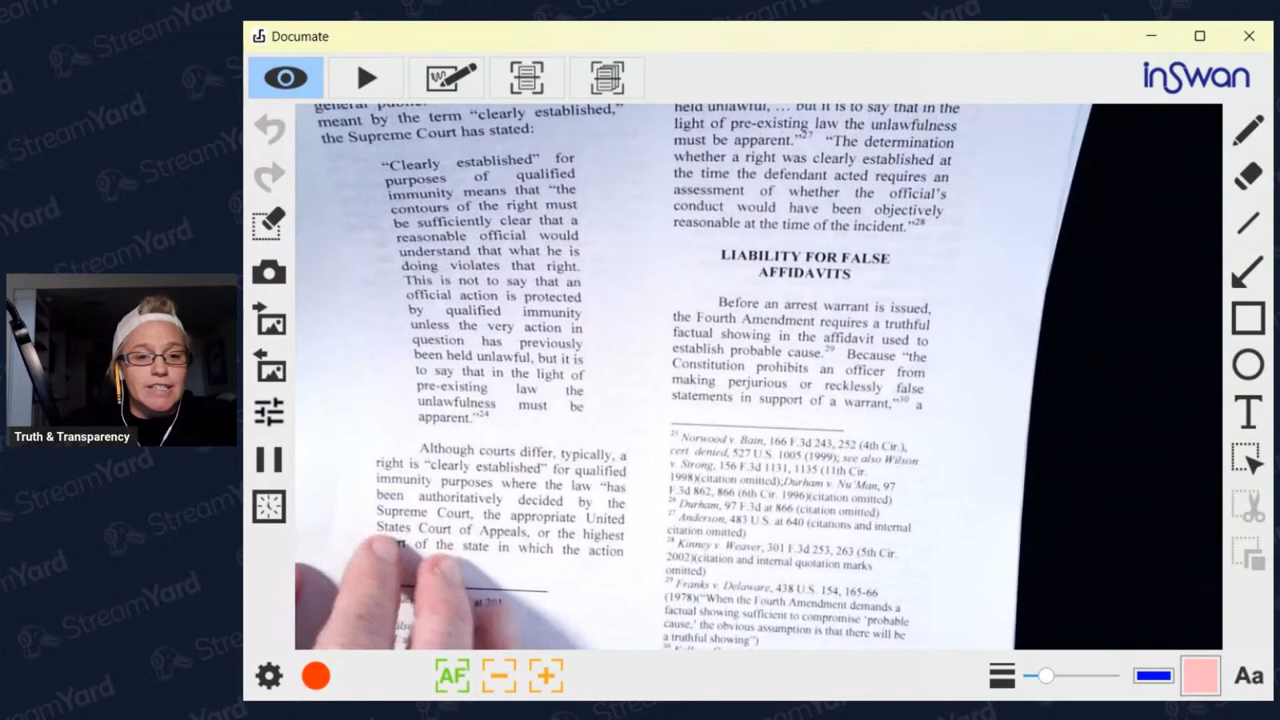 StreamYard
Documate
inSwan
meant by the term “clearly established,”
the Supreme Court has stated:
“Clearly established” for
purposes of qualified
immunity means that “the
contours of the right must
be sufficiently clear that a
reasonable official would
understand that what he is
doing violates that right.
This is not to say that an
official action is protected
by qualified immunity
unless the very action in
question has previously
been held unlawful, but it is
to say that in the light of
pre-existing law the
unlawfulness must be
apparent.”24
Although courts differ, typically, a
right is “clearly established” for qualified
immunity purposes where the law “has
been authoritatively decided by the
Supreme Court, the appropriate United
States Court of Appeals, or the highest
of the state in which the action
at 201
held unlawful, … but it is to say that in the
light of pre-existing law the unlawfulness
must be apparent.”27 “The determination
whether a right was clearly established at
the time the defendant acted requires an
assessment of whether the official’s
conduct would have been objectively
reasonable at the time of the incident.”28
LIABILITY FOR FALSE
AFFIDAVITS
Before an arrest warrant is issued,
the Fourth Amendment requires a truthful
factual showing in the affidavit used to
establish probable cause.29 Because “the
Constitution prohibits an officer from
making perjurious or recklessly false
statements in support of a warrant,”30 a
Norwood v. Bain, 166 F.3d 243, 252 (4th Cir.),
cert. denied, 527 U.S. 1005 (1999); see also Wilson
v. Strong, 156 F.3d 1131, 1135 (11th Cir.
1998)(citation omitted);Durham v. Nu’Man, 97
F.3d 862, 866 (6th Cir. 1996)(citation omitted)
26 Durham, 97 F.3d at 866 (citation omitted)
27 Anderson, 483 U.S. at 640 (citations and internal
citation omitted)
28 Kinney v. Weaver, 301 F.3d 253, 263 (5th Cir.
2002)(citation and internal quotation marks
omitted)
29 Franks v. Delaware, 438 U.S. 154, 165-66
(1978)(“When the Fourth Amendment demands a
factual showing sufficient to compromise ‘probable
cause,’ the obvious assumption is that there will be
a truthful showing”)
Truth & Transparency
T
AF
Aa